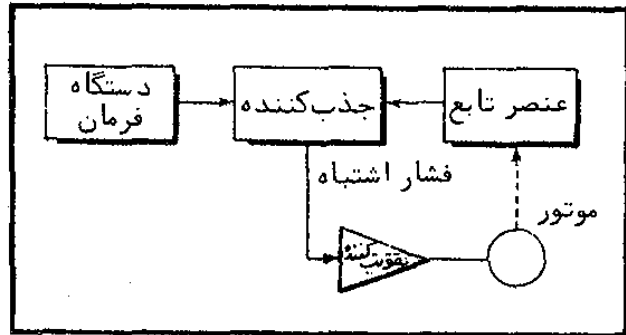 دستگاه
فرمان
جذب‌کننده
عنصر تابع
فشار اشتباه
موتور
تقویت‌کننده